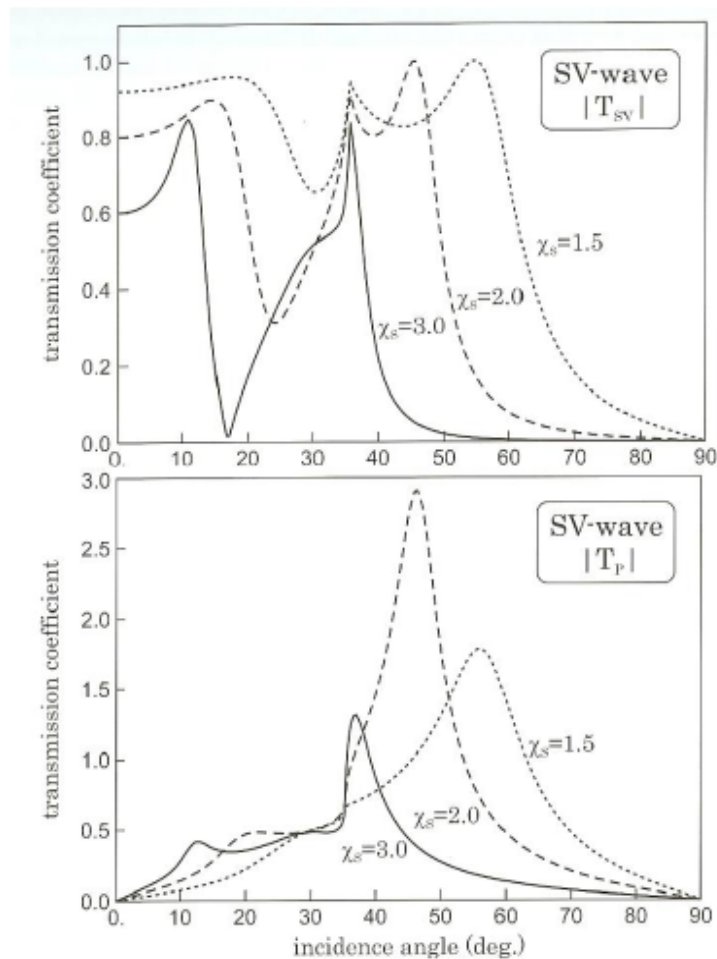 transmission coefficient
1.0
0.8
0.6
0.4
0.2
0.0
SV-wave
|T_SV|
χs=1.5
χs=2.0
χs=3.0
0. 10 20 30 40 50 60 70 80 90
transmission coefficient
3.0
2.5
2.0
1.5
1.0
0.5
0.0
SV-wave
|T_P|
χs=1.5
χs=2.0
χs=3.0
0. 10 20 30 40 50 60 70 80 90
incidence angle (deg.)